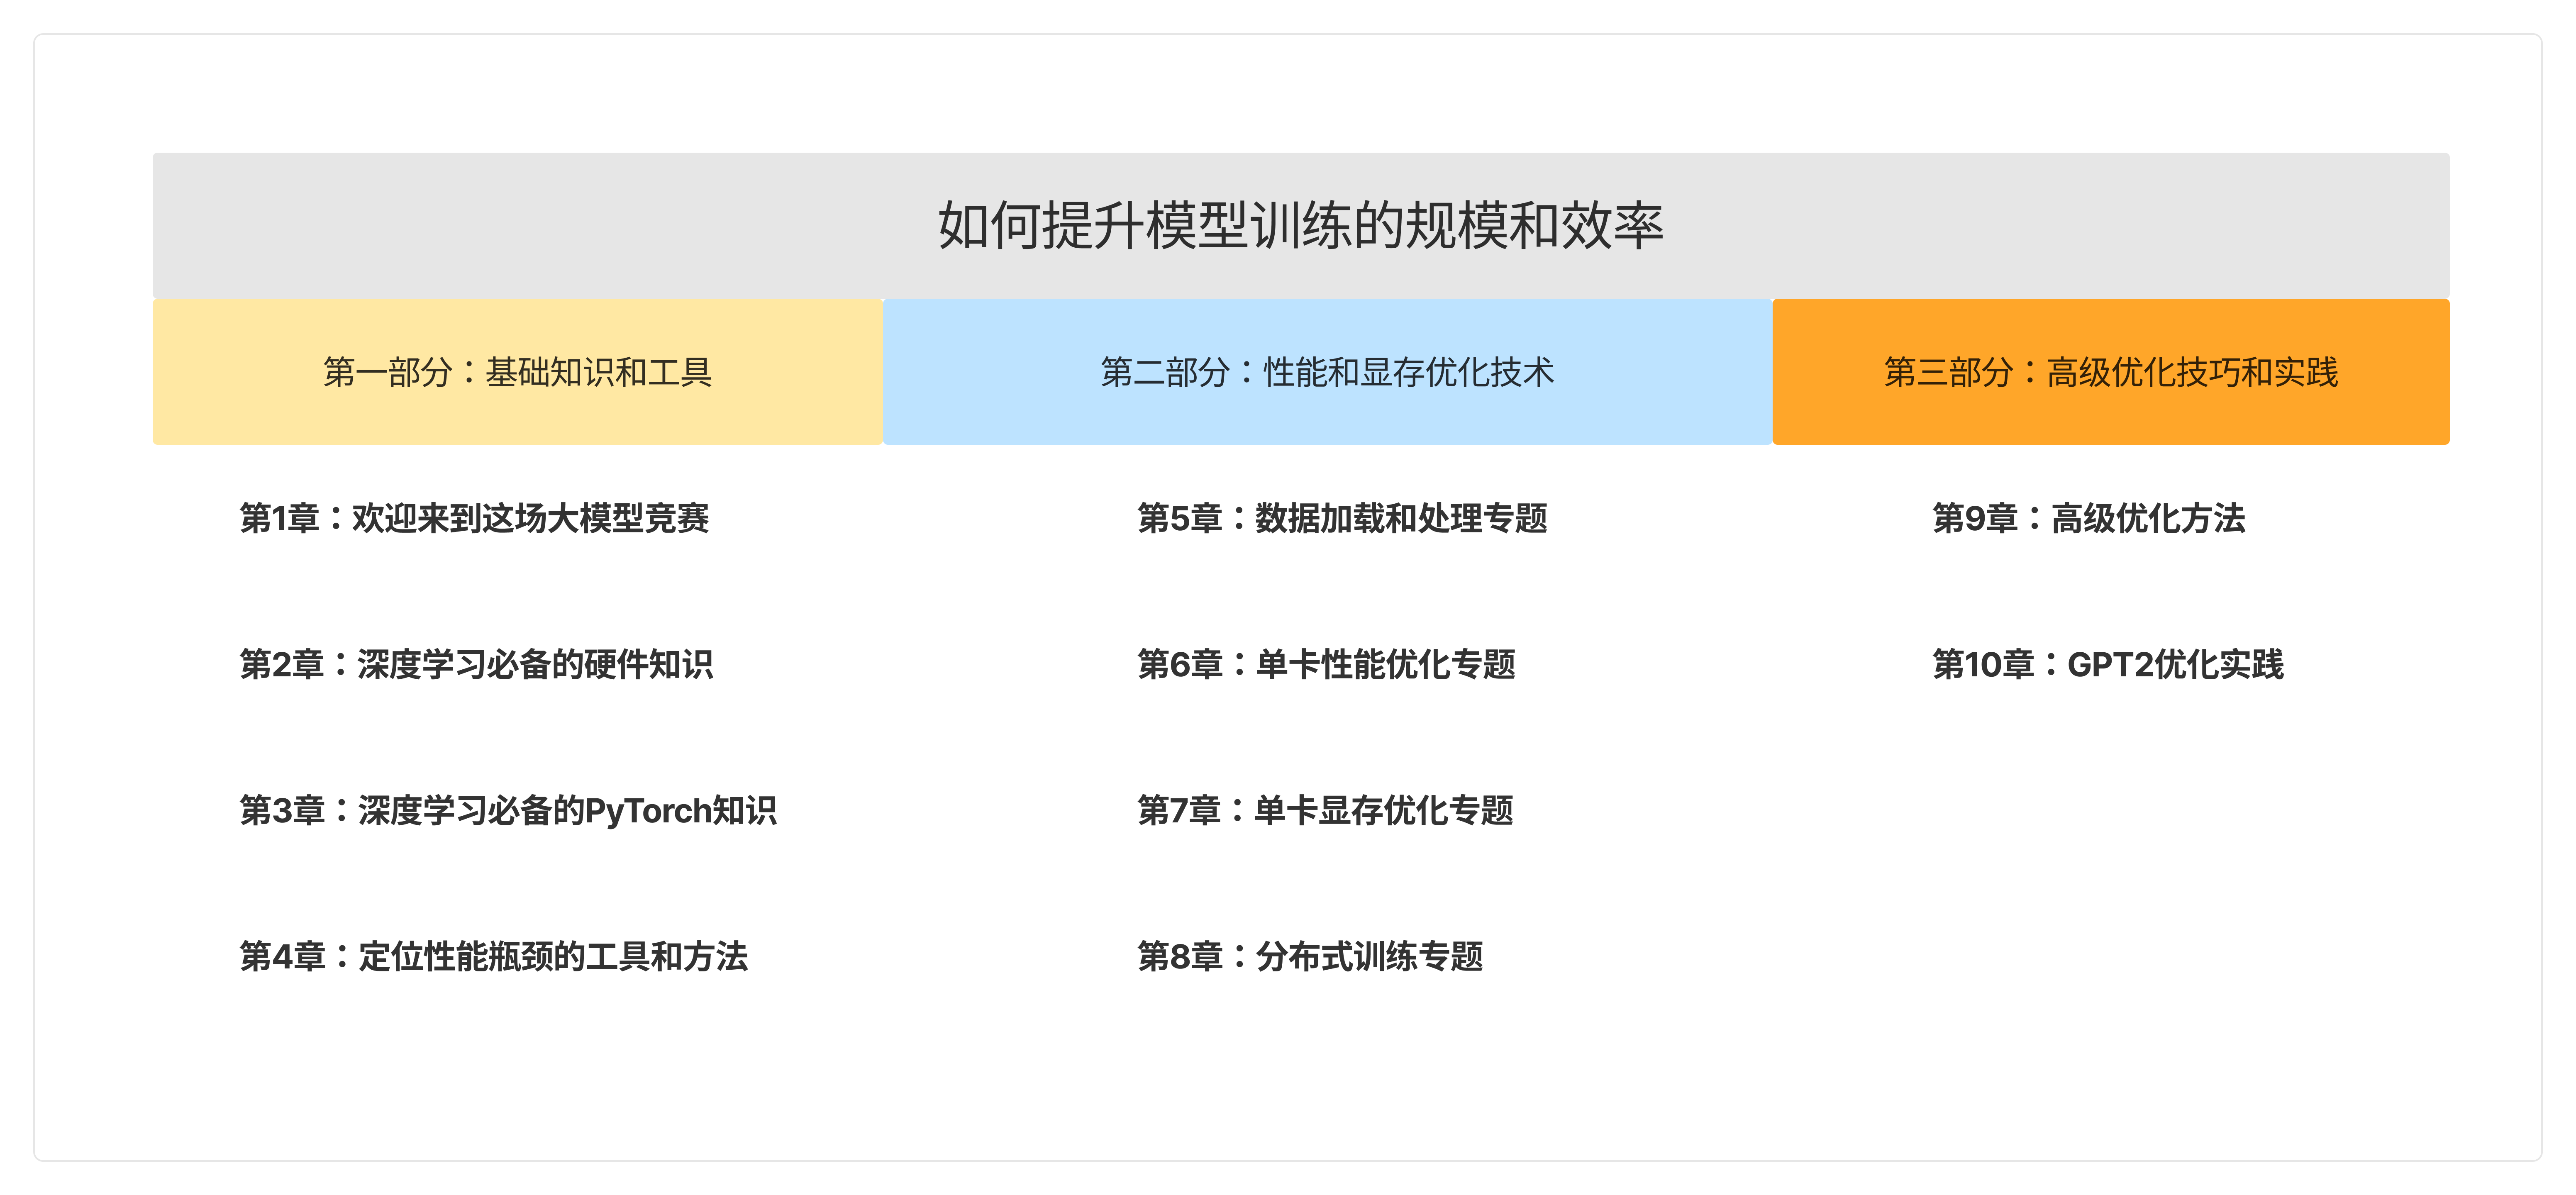 如何提升模型训练的规模和效率
第一部分：基础知识和工具
第1章：欢迎来到这场大模型竞赛
第2章：深度学习必备的硬件知识
第3章：深度学习必备的PyTorch知识
第4章：定位性能瓶颈的工具和方法
第二部分：性能和显存优化技术
第5章：数据加载和处理专题
第6章：单卡性能优化专题
第7章：单卡显存优化专题
第8章：分布式训练专题
第三部分：高级优化技巧和实践
第9章：高级优化方法
第10章：GPT2优化实践